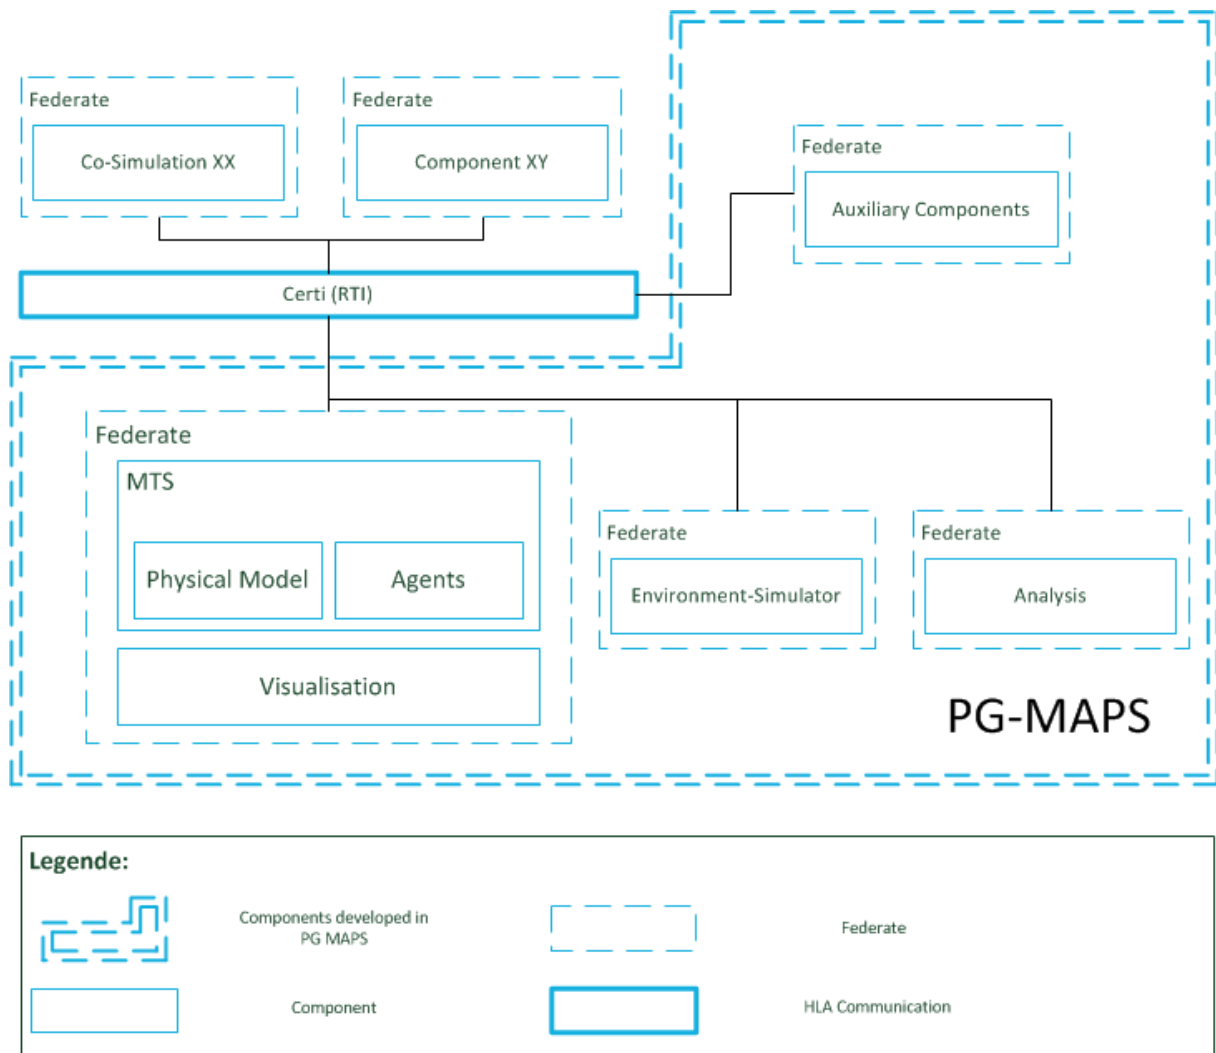 Federate
Co-Simulation XX
Federate
Component XY
Federate
Auxiliary Components
Certi (RTI)
Federate
MTS
Physical Model
Agents
Visualisation
Federate
Environment-Simulator
Federate
Analysis
PG-MAPS
Legende:
Components developed in
PG MAPS
Federate
Component
HLA Communication